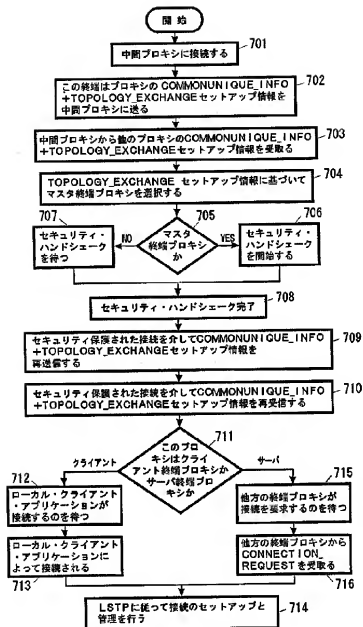 開始
701
中間プロキシに接続する
702
この終端はプロキシの COMMONUNIQUE_INFO
+TOPOLOGY_EXCHANGEセットアップ情報を
中間プロキシに送る
703
中間プロキシから他のプロキシのCOMMONUNIQUE_INFO
+TOPOLOGY_EXCHANGEセットアップ情報を受取る
704
TOPOLOGY_EXCHANGE セットアップ情報に基づいて
マスタ終端プロキシを選択する
707
705
706
セキュリティ・
ハンドシェーク
を待つ
NO
マスタ
終端プロキシ
か
YES
セキュリティ・
ハンドシェーク
を開始する
708
セキュリティ・ハンドシェーク完了
709
セキュリティ保護された接続を介してCOMMONUNIQUE_INFO
+TOPOLOGY_EXCHANGEセットアップ情報を
再送信する
710
セキュリティ保護された接続を介してCOMMONUNIQUE_INFO
+TOPOLOGY_EXCHANGEセットアップ情報を再受信する
711
この
プロキシ
はクライ
アント終端プロキシか
サーバ終端プロ
キシか
クライアント
サーバ
712
ローカル・クライアント
・アプリケーションが
接続するのを待つ
715
他方の終端プロキシが
接続を要求するのを待つ
ローカル・クライアント・
アプリケーションに
よって接続される
713
他方の終端プロキシから
CONNECTION_
REQUESTを受取る
716
714
LSTPに従って接続のセットアップと
管理を行う